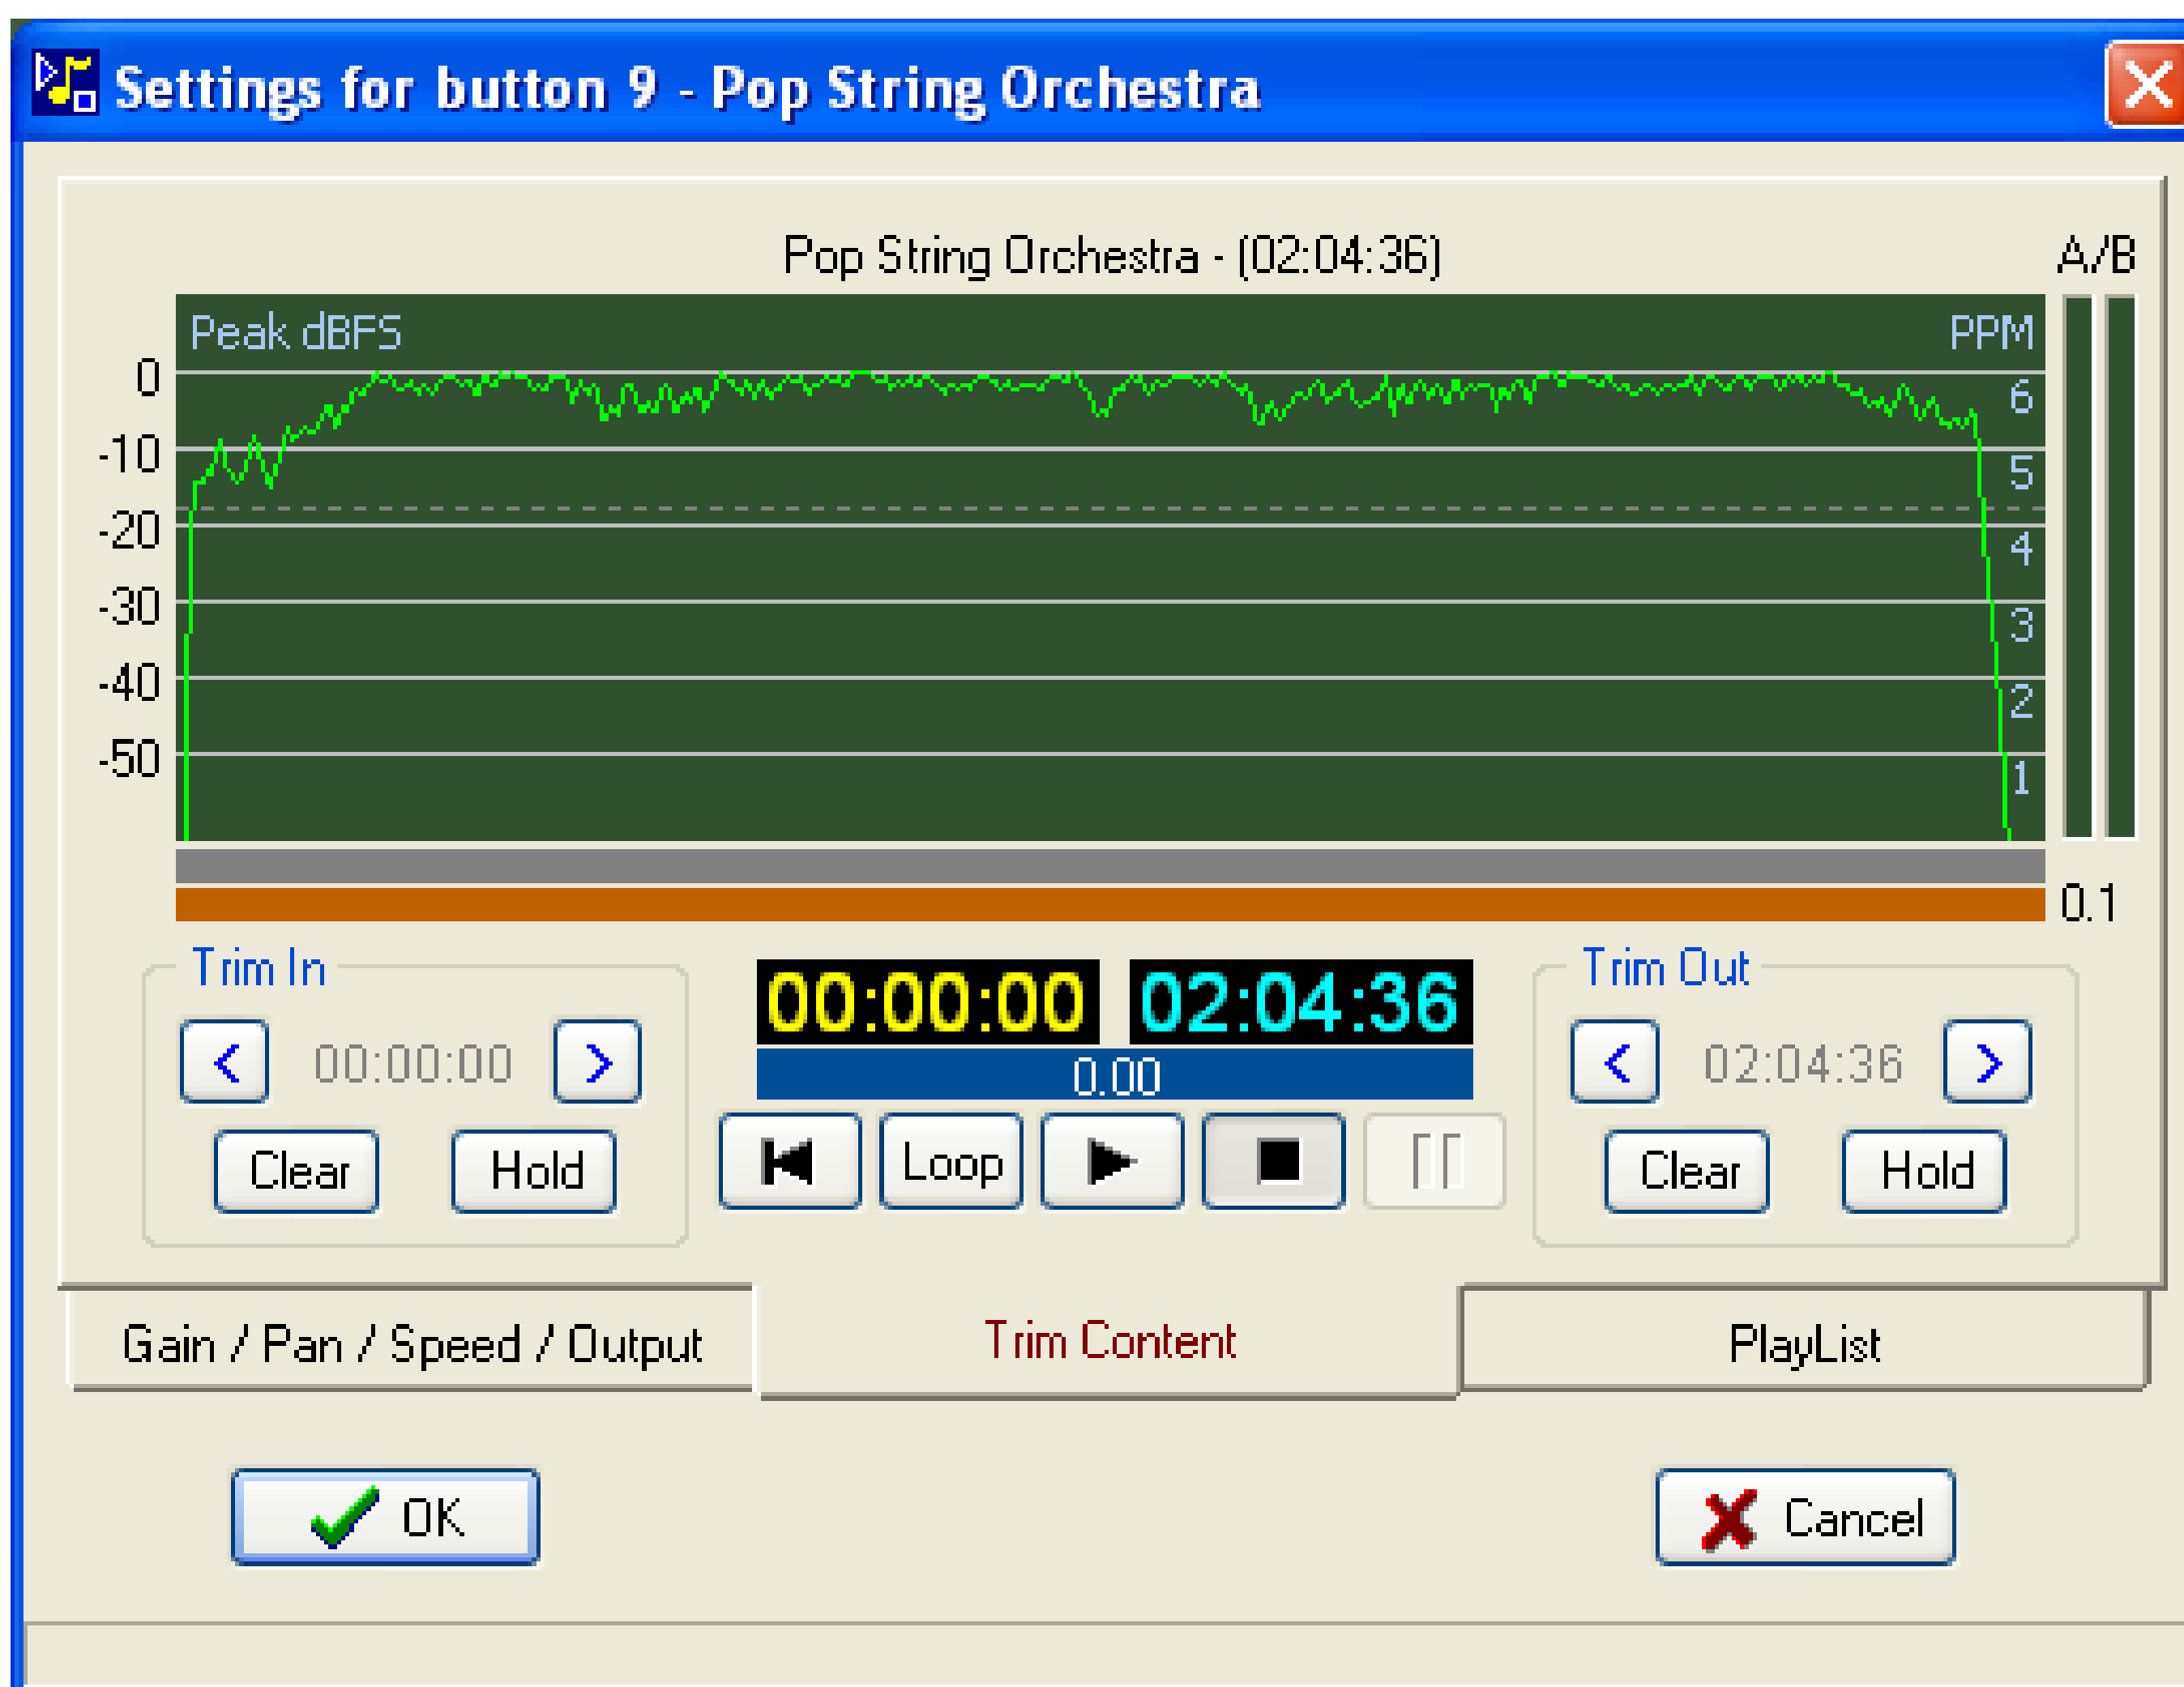 Settings for button 9 - Pop String Orchestra
Pop String Orchestra - (02:04:36)
A/B
Peak dBFS
PPM
0
6
-10
5
-20
4
-30
3
-40
2
-50
1
0.1
Trim In
00:00:00
02:04:36
Trim Out
< 00:00:00 >
0.00
< 02:04:36 >
Clear Hold
Loop
Clear Hold
Gain / Pan / Speed / Output
Trim Content
PlayList
OK
Cancel